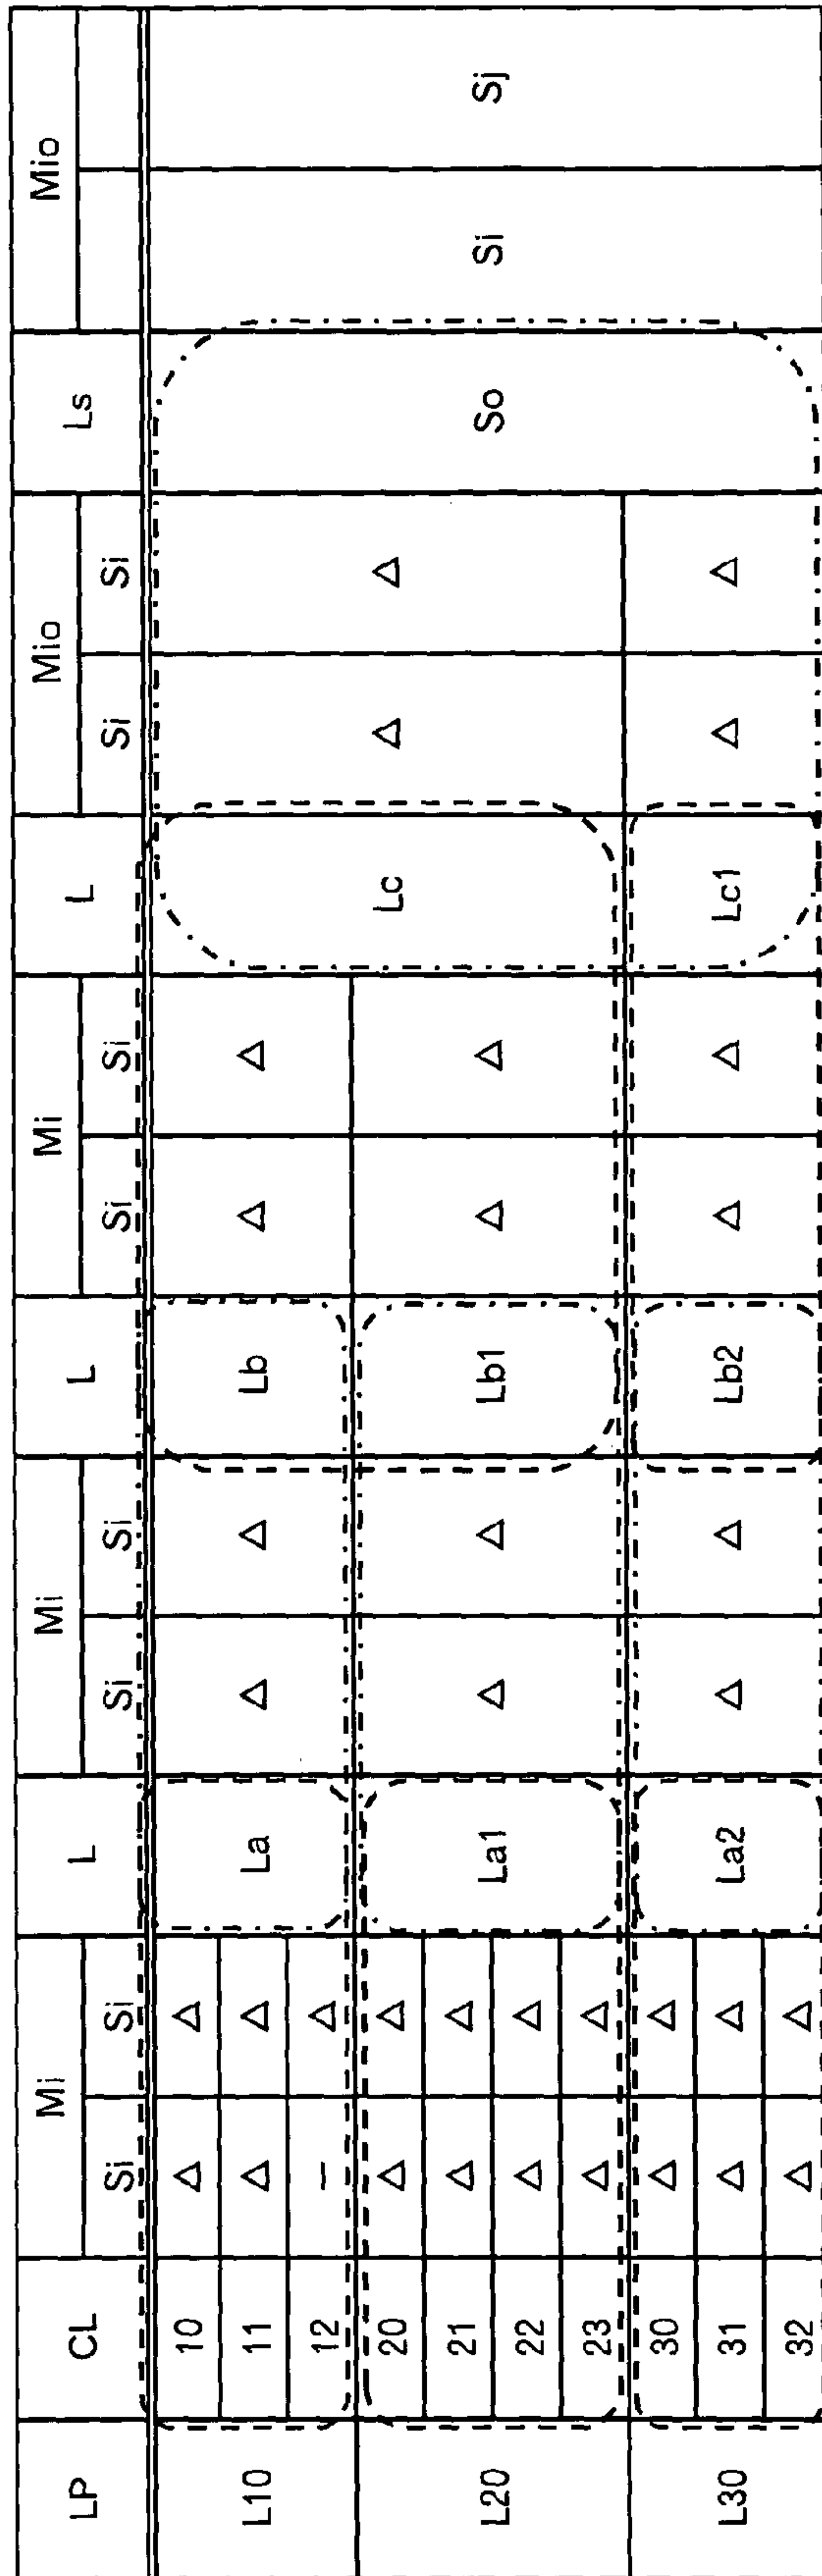 LP CL Mi L Mi L Mi L Mio Ls Mio
Si Si Si Si Si Si Si Si
10 △ △
L10 11 △ △ La △ △ Lb △ △
12 – △
20 △ △ Lc △ △
21 △ △
L20 La1 △ △ Lb1 △ △ So Si Sj
22 △ △
23 △ △
30 △ △
L30 31 △ △ La2 △ △ Lb2 △ △ Lc1 △ △
32 △ △